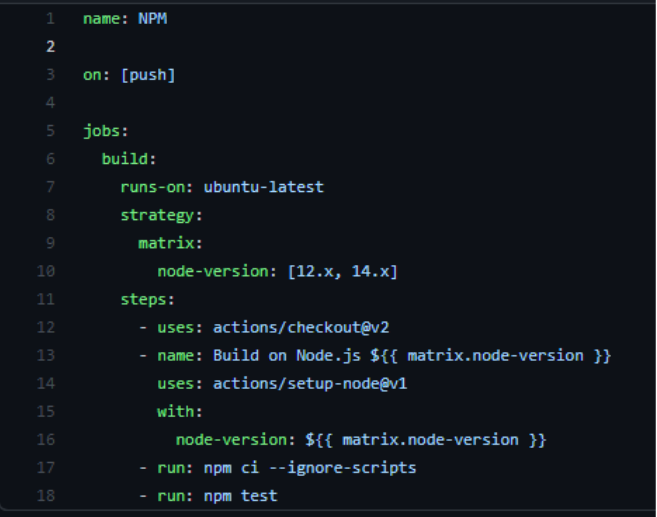 1 name: NPM
2
3 on: [push]
4
5 jobs:
6   build:
7     runs-on: ubuntu-latest
8     strategy:
9       matrix:
10         node-version: [12.x, 14.x]
11     steps:
12       - uses: actions/checkout@v2
13       - name: Build on Node.js ${{ matrix.node-version }}
14         uses: actions/setup-node@v1
15         with:
16           node-version: ${{ matrix.node-version }}
17       - run: npm ci --ignore-scripts
18       - run: npm test